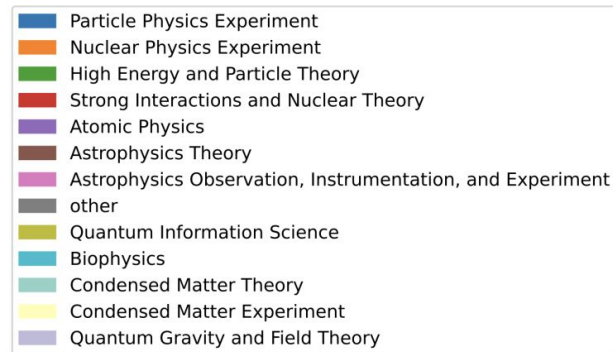 Particle Physics Experiment
Nuclear Physics Experiment
High Energy and Particle Theory
Strong Interactions and Nuclear Theory
Atomic Physics
Astrophysics Theory
Astrophysics Observation, Instrumentation, and Experiment
other
Quantum Information Science
Biophysics
Condensed Matter Theory
Condensed Matter Experiment
Quantum Gravity and Field Theory